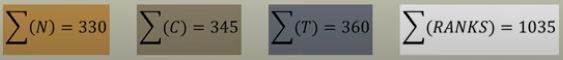 ∑(N) = 330
∑(C) = 345
∑(T) = 360
∑(RANKS) = 1035